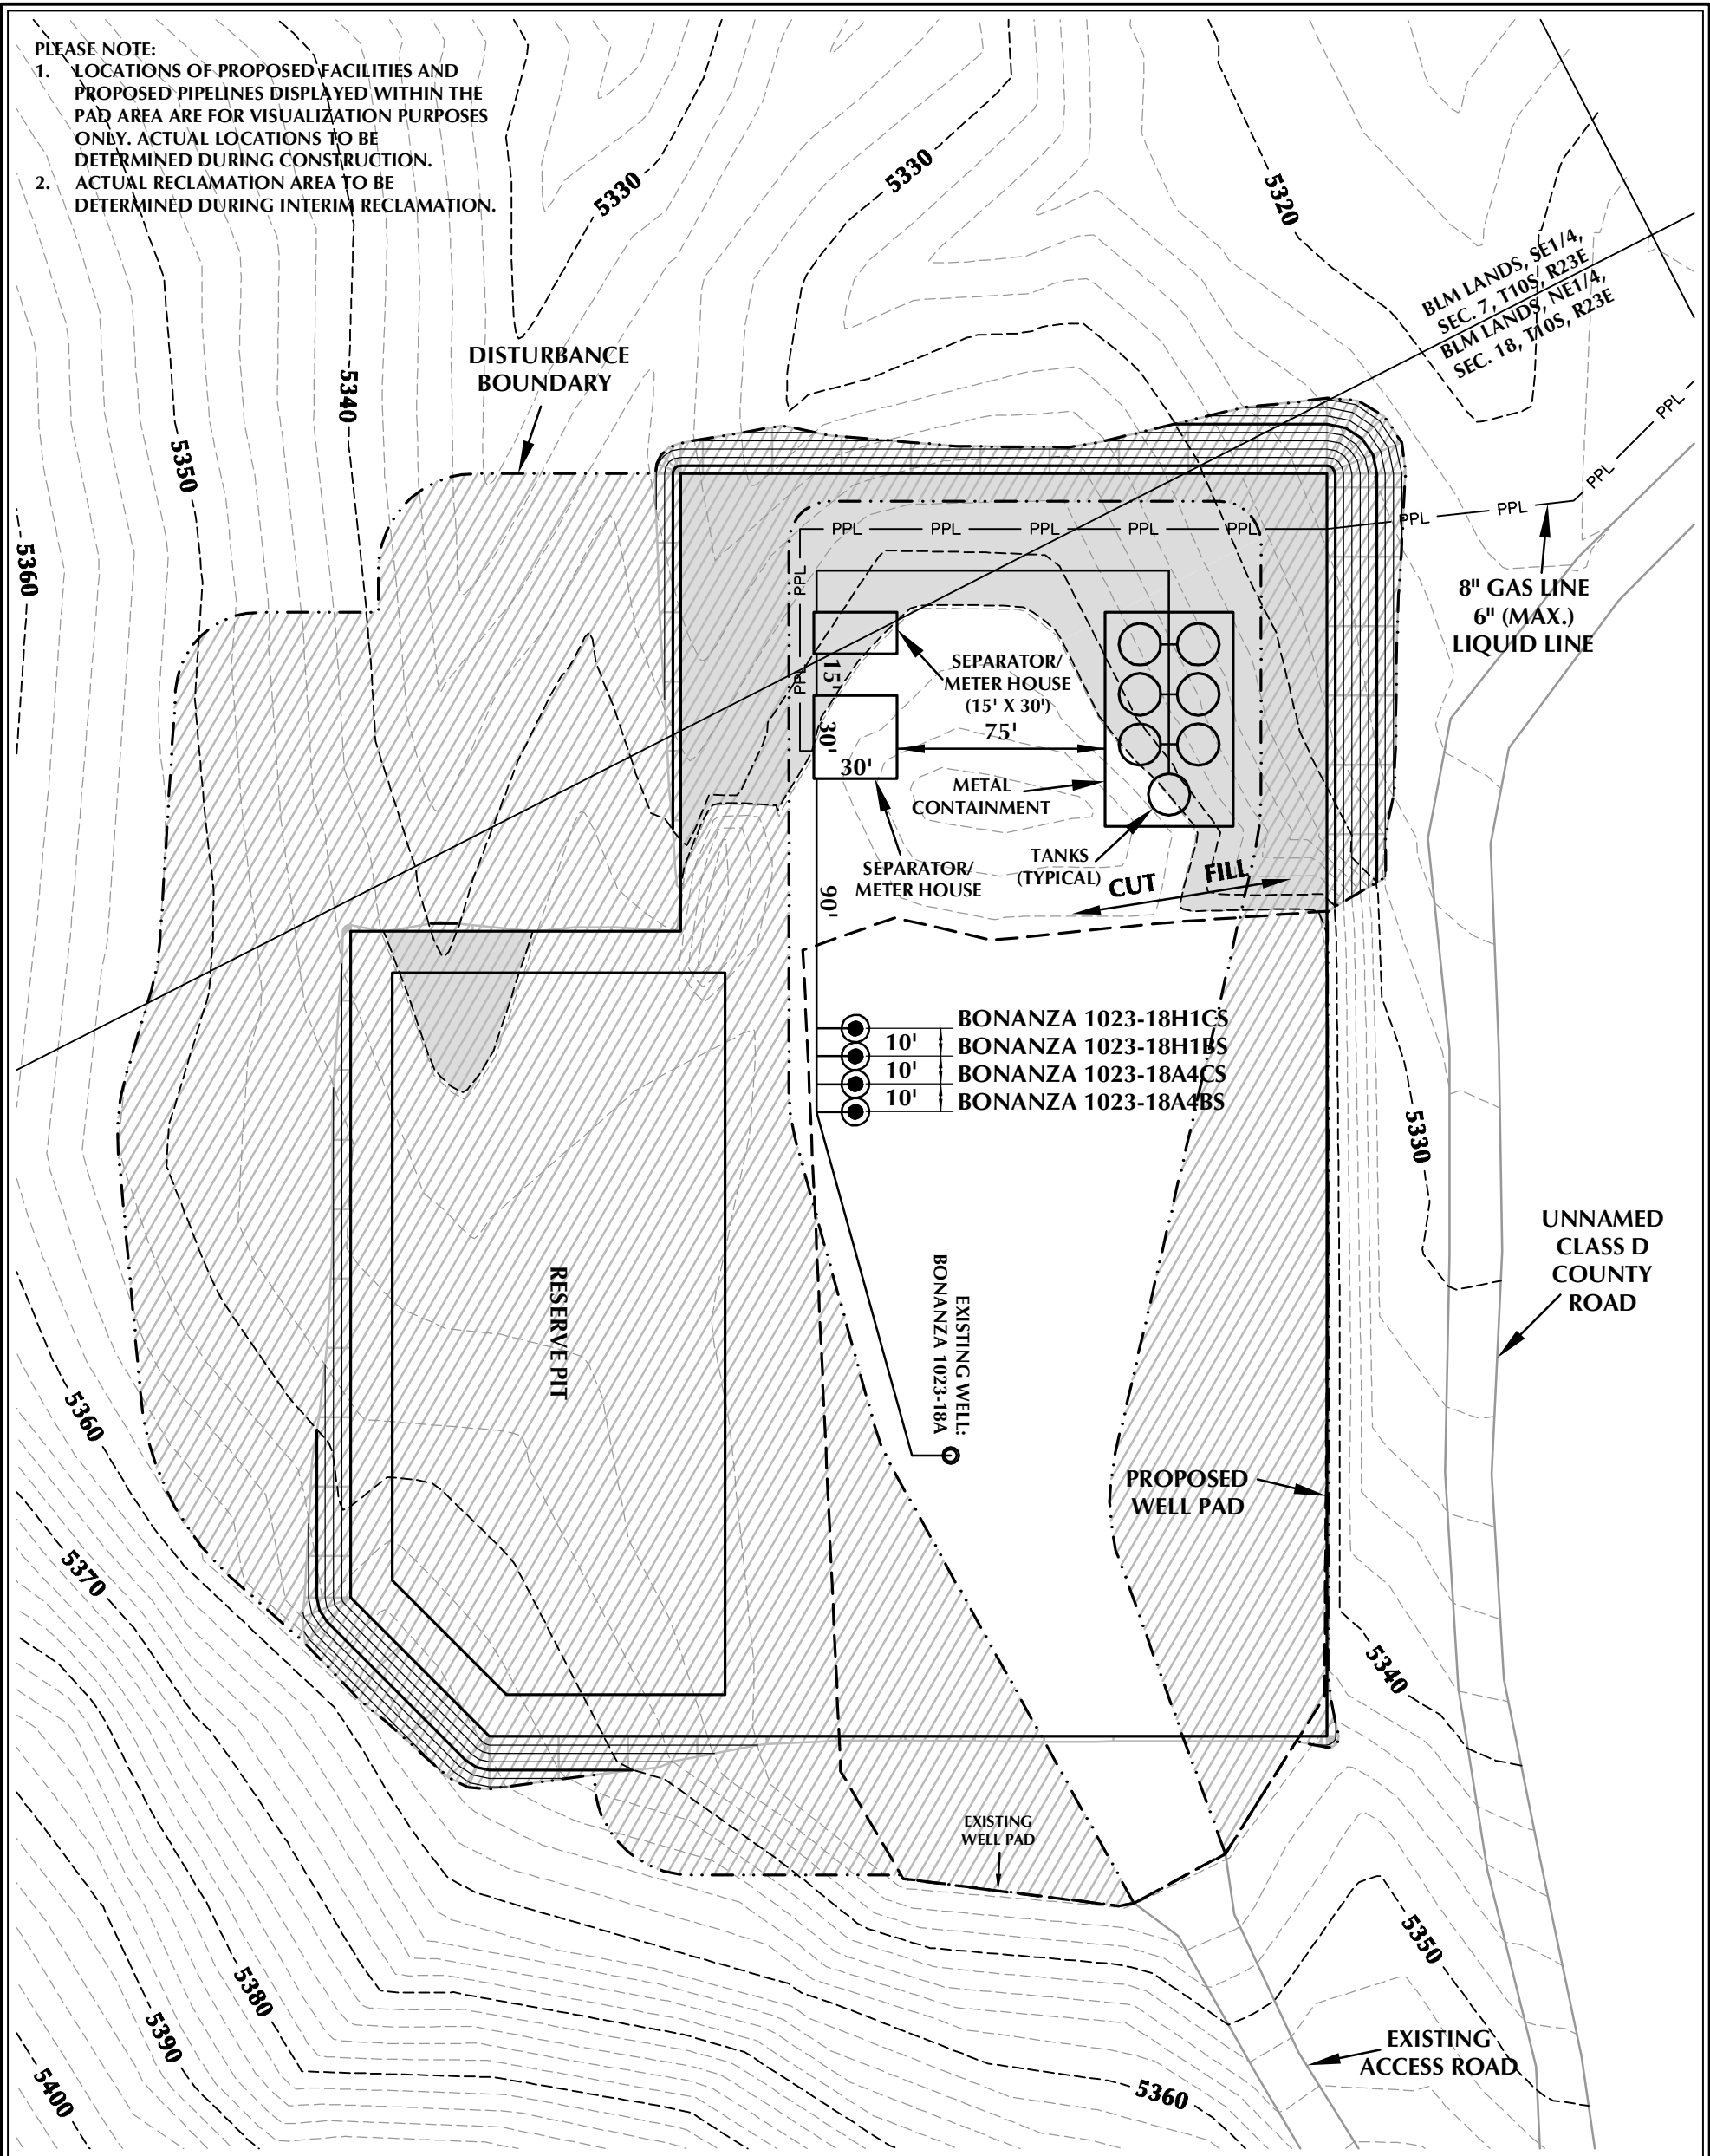 PLEASE NOTE:
1. LOCATIONS OF PROPOSED FACILITIES AND
PROPOSED PIPELINES DISPLAYED WITHIN THE
PAD AREA ARE FOR VISUALIZATION PURPOSES
ONLY. ACTUAL LOCATIONS TO BE
DETERMINED DURING CONSTRUCTION.
2. ACTUAL RECLAMATION AREA TO BE
DETERMINED DURING INTERIM RECLAMATION.
5330
5330
5320
BLM LANDS, SE1/4,
SEC. 7, T10S, R23E
BLM LANDS, NE1/4,
SEC. 18, T10S, R23E
DISTURBANCE
BOUNDARY
5340
5350
5360
PPL
PPL
PPL
PPL
PPL
PPL
PPL
PPL
PPL
PPL
PPL
8" GAS LINE
6" (MAX.)
LIQUID LINE
SEPARATOR/
METER HOUSE
(15' X 30')
15'
30'
30'
75'
METAL
CONTAINMENT
TANKS
(TYPICAL)
SEPARATOR/
METER HOUSE
CUT
FILL
90'
BONANZA 1023-18H1CS
10'
BONANZA 1023-18H1BS
10'
BONANZA 1023-18A4CS
10'
BONANZA 1023-18A4BS
5330
UNNAMED
CLASS D
COUNTY
ROAD
RESERVE PIT
EXISTING WELL:
BONANZA 1023-18A
5360
PROPOSED
WELL PAD
5370
5340
EXISTING
WELL PAD
5350
5380
5390
5400
EXISTING
ACCESS ROAD
5360